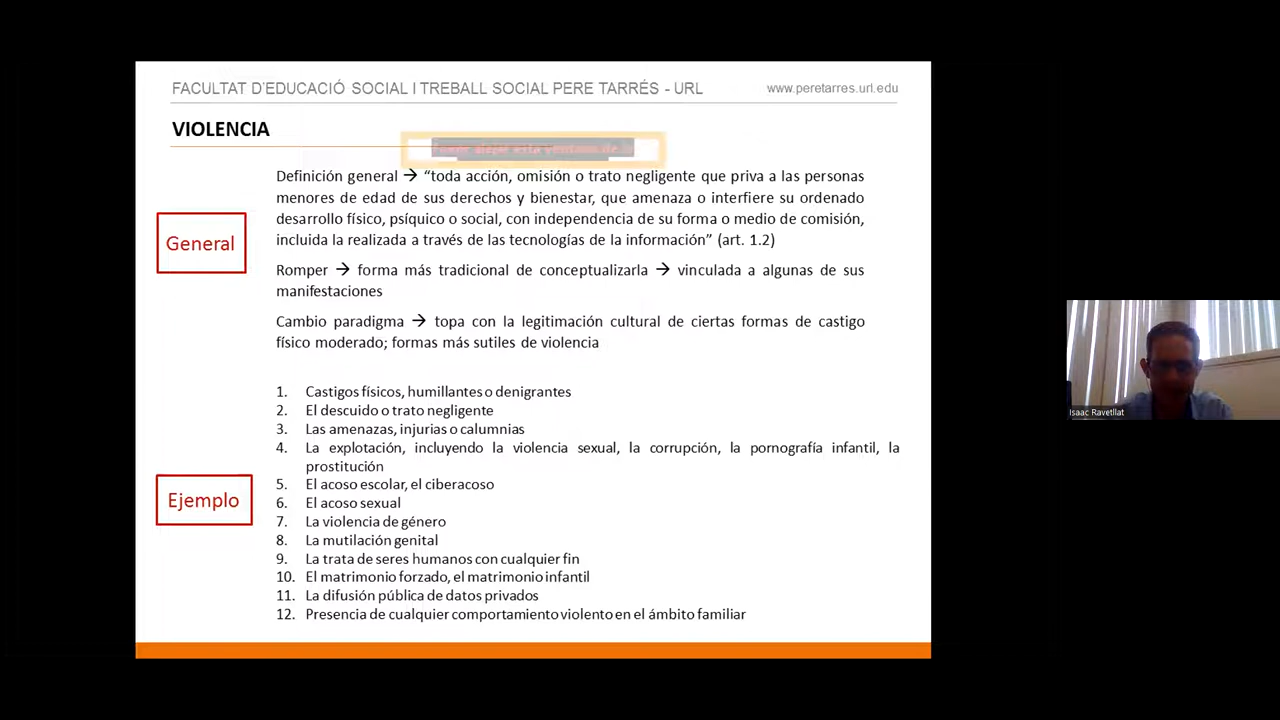 FACULTAT D'EDUCACIÓ SOCIAL I TREBALL SOCIAL PERE TARRÉS - URL
www.peretarres.url.edu
VIOLENCIA
General
Definición general → “toda acción, omisión o trato negligente que priva a las personas
menores de edad de sus derechos y bienestar, que amenaza o interfiere su ordenado
desarrollo físico, psíquico o social, con independencia de su forma o medio de comisión,
incluida la realizada a través de las tecnologías de la información” (art. 1.2)
Romper → forma más tradicional de conceptualizarla → vinculada a algunas de sus
manifestaciones
Cambio paradigma → topa con la legitimación cultural de ciertas formas de castigo
físico moderado; formas más sutiles de violencia
Ejemplo
1. Castigos físicos, humillantes o denigrantes
2. El descuido o trato negligente
3. Las amenazas, injurias o calumnias
4. La explotación, incluyendo la violencia sexual, la corrupción, la pornografía infantil, la
prostitución
5. El acoso escolar, el ciberacoso
6. El acoso sexual
7. La violencia de género
8. La mutilación genital
9. La trata de seres humanos con cualquier fin
10. El matrimonio forzado, el matrimonio infantil
11. La difusión pública de datos privados
12. Presencia de cualquier comportamiento violento en el ámbito familiar
Isaac Ravetllat